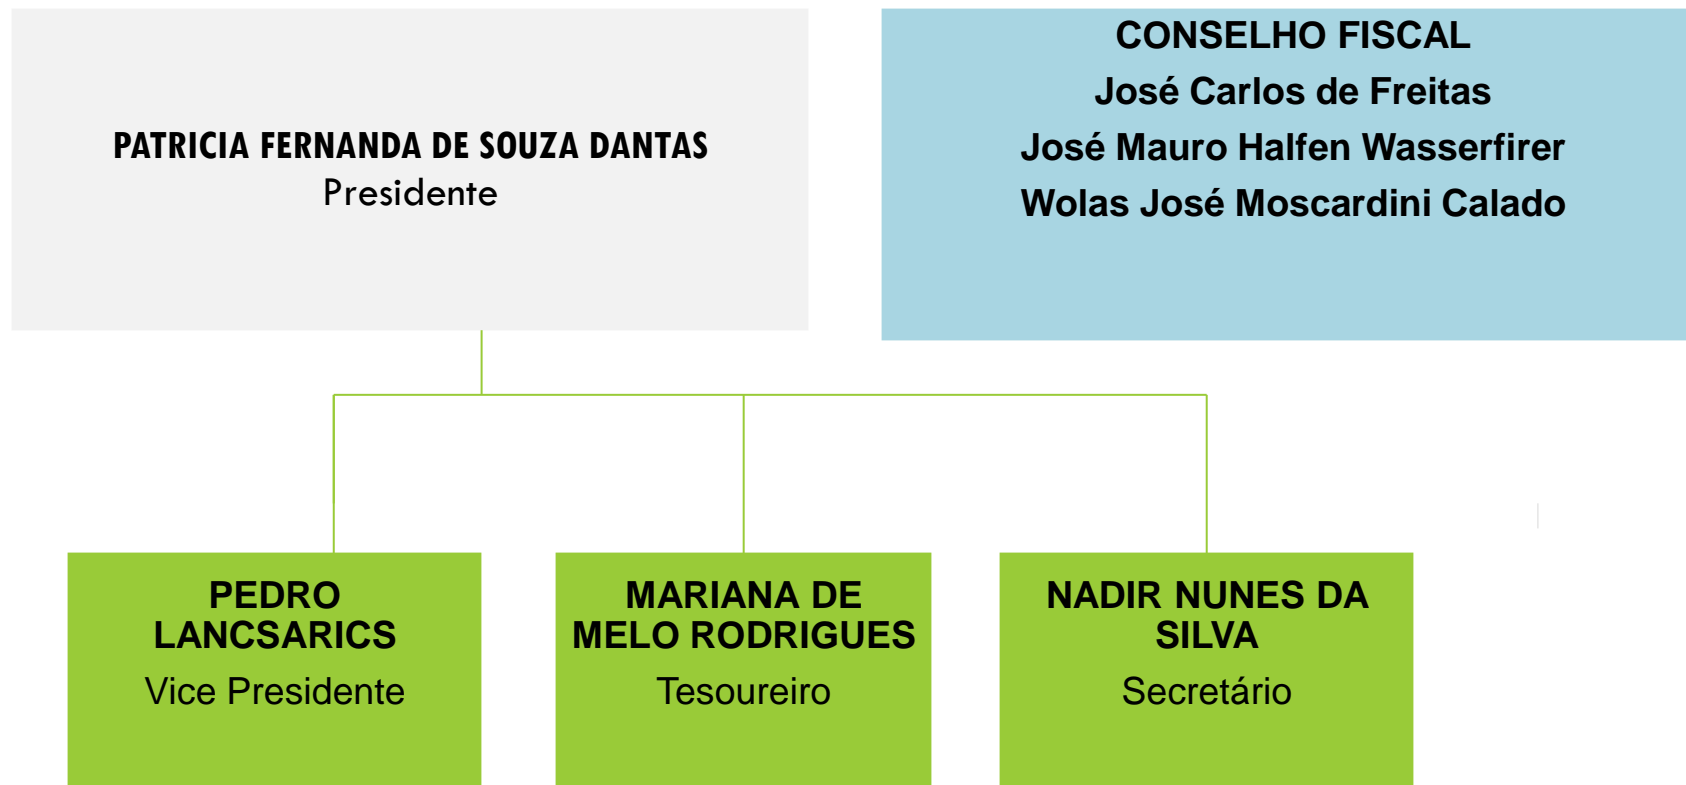 PATRICIA FERNANDA DE SOUZA DANTAS
Presidente
CONSELHO FISCAL
José Carlos de Freitas
José Mauro Halfen Wasserfirer
Wolas José Moscardini Calado
PEDRO
LANCSARICS
Vice Presidente
MARIANA DE
MELO RODRIGUES
Tesoureiro
NADIR NUNES DA
SILVA
Secretário